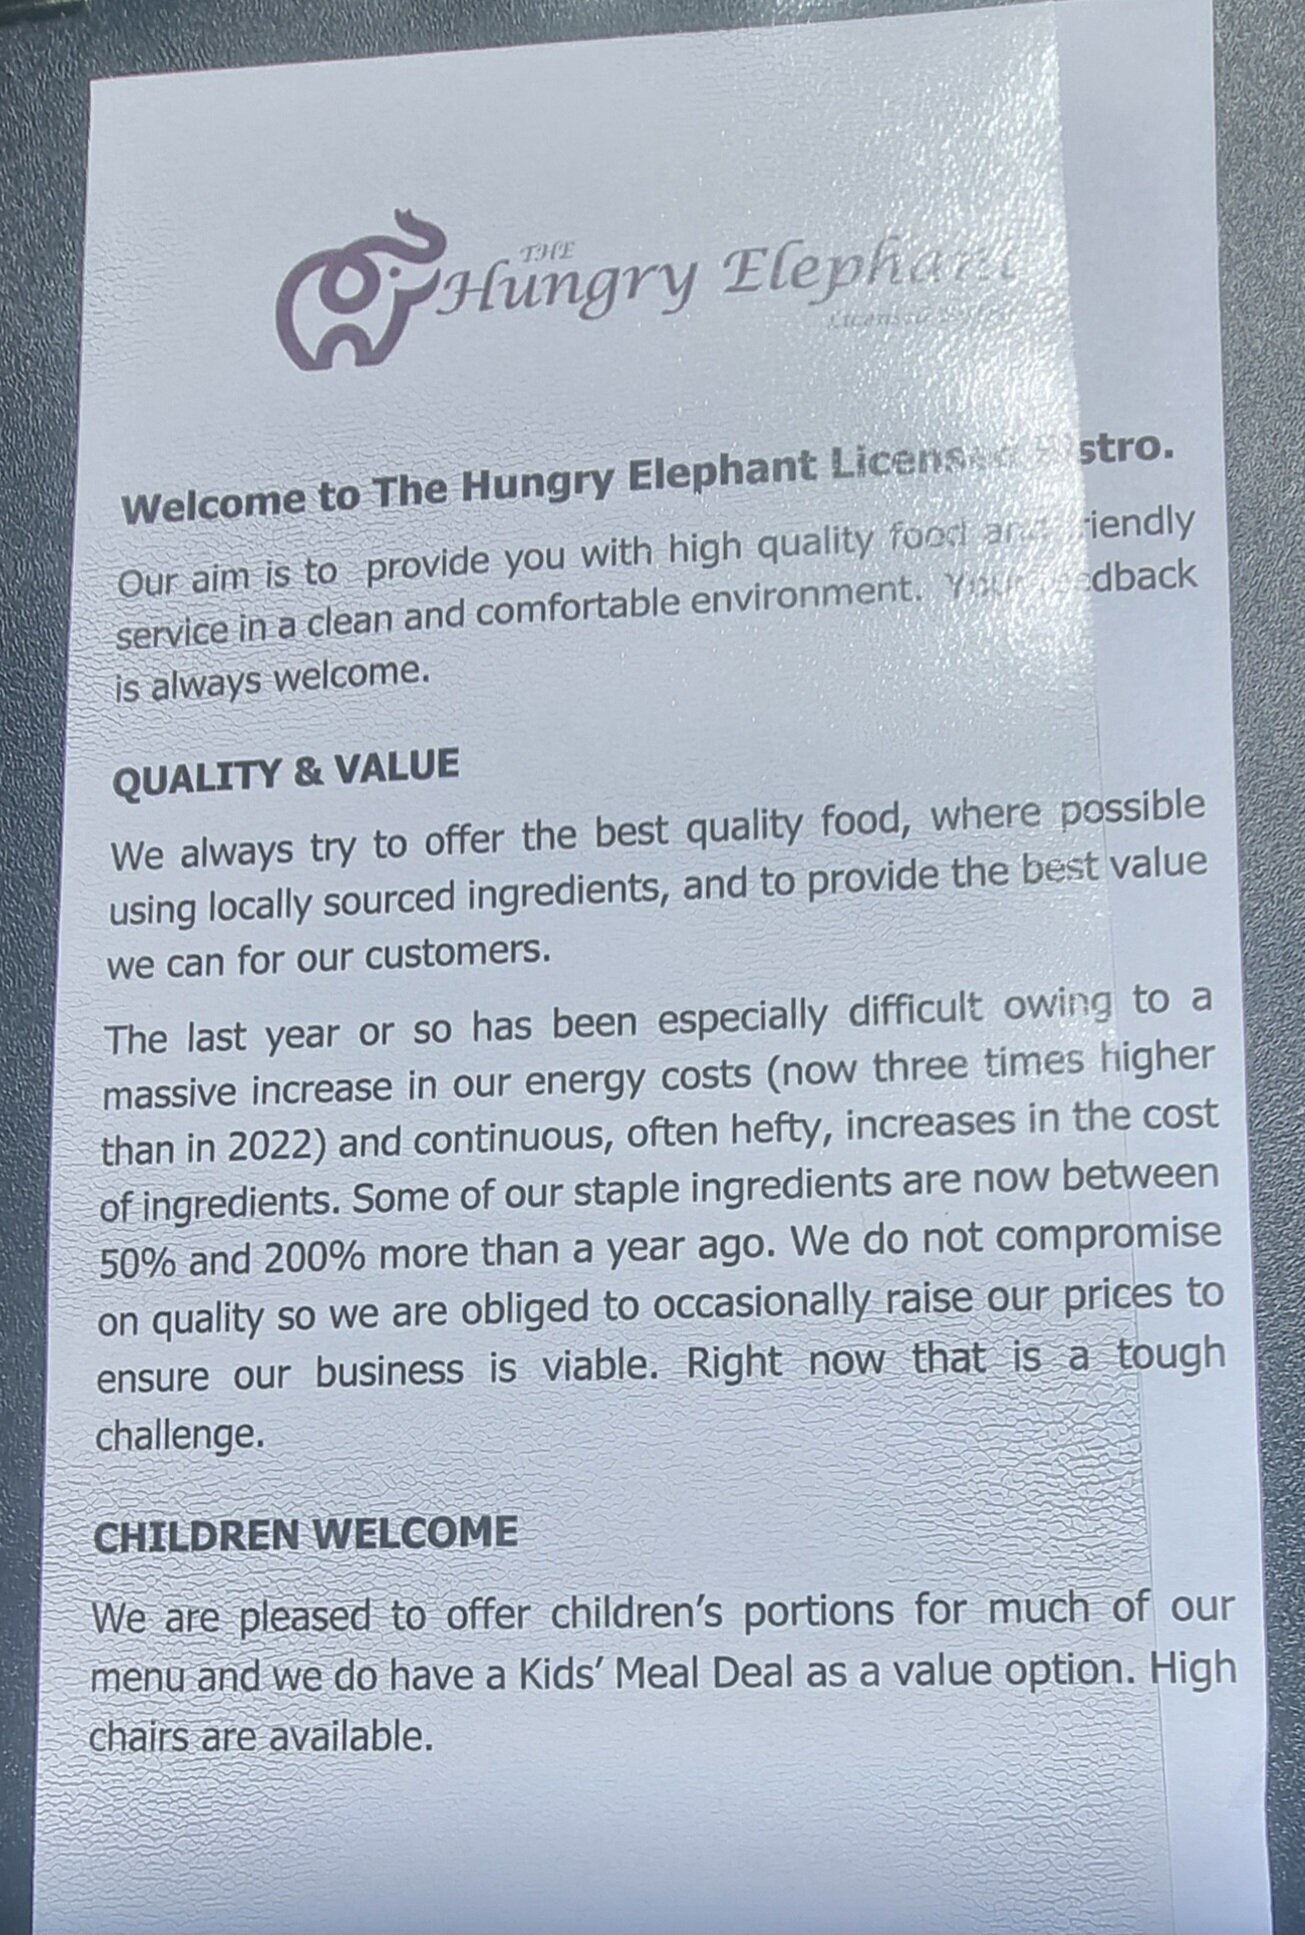 THE
Hungry Elephant
Licensed
Welcome to The Hungry Elephant Licensed Bistro.
Our aim is to provide you with high quality food and friendly
service in a clean and comfortable environment. Your feedback
is always welcome.
QUALITY & VALUE
We always try to offer the best quality food, where possible
using locally sourced ingredients, and to provide the best value
we can for our customers.
The last year or so has been especially difficult owing to a
massive increase in our energy costs (now three times higher
than in 2022) and continuous, often hefty, increases in the cost
of ingredients. Some of our staple ingredients are now between
50% and 200% more than a year ago. We do not compromise
on quality so we are obliged to occasionally raise our prices to
ensure our business is viable. Right now that is a tough
challenge.
CHILDREN WELCOME
We are pleased to offer children's portions for much of our
menu and we do have a Kids' Meal Deal as a value option. High
chairs are available.